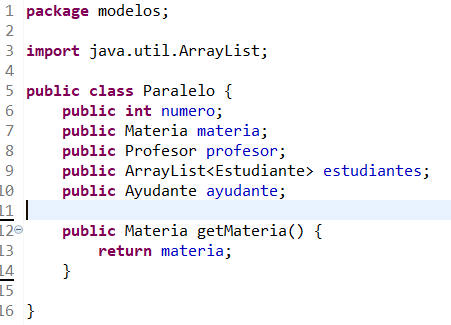 1 package modelos;
2
3 import java.util.ArrayList;
4
5 public class Paralelo {
6     public int numero;
7     public Materia materia;
8     public Profesor profesor;
9     public ArrayList<Estudiante> estudiantes;
10     public Ayudante ayudante;
11
12     public Materia getMateria() {
13         return materia;
14     }
15
16 }